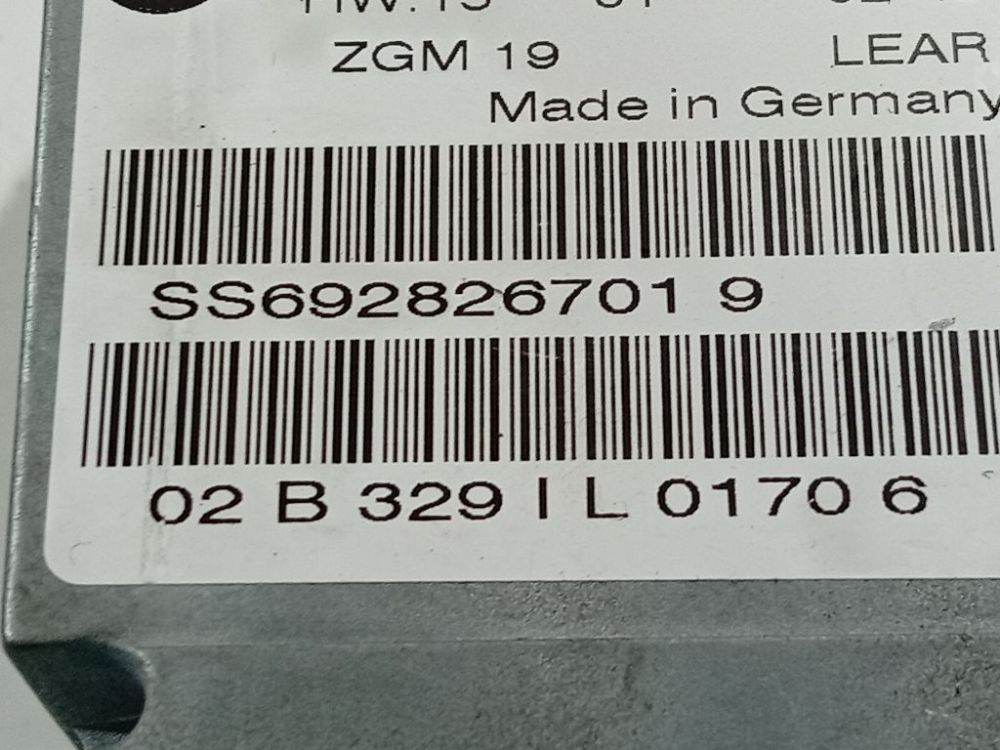 ZGM 19 LEAR
Made in Germany
SS692826701 9
02 B 329 I L 0170 6